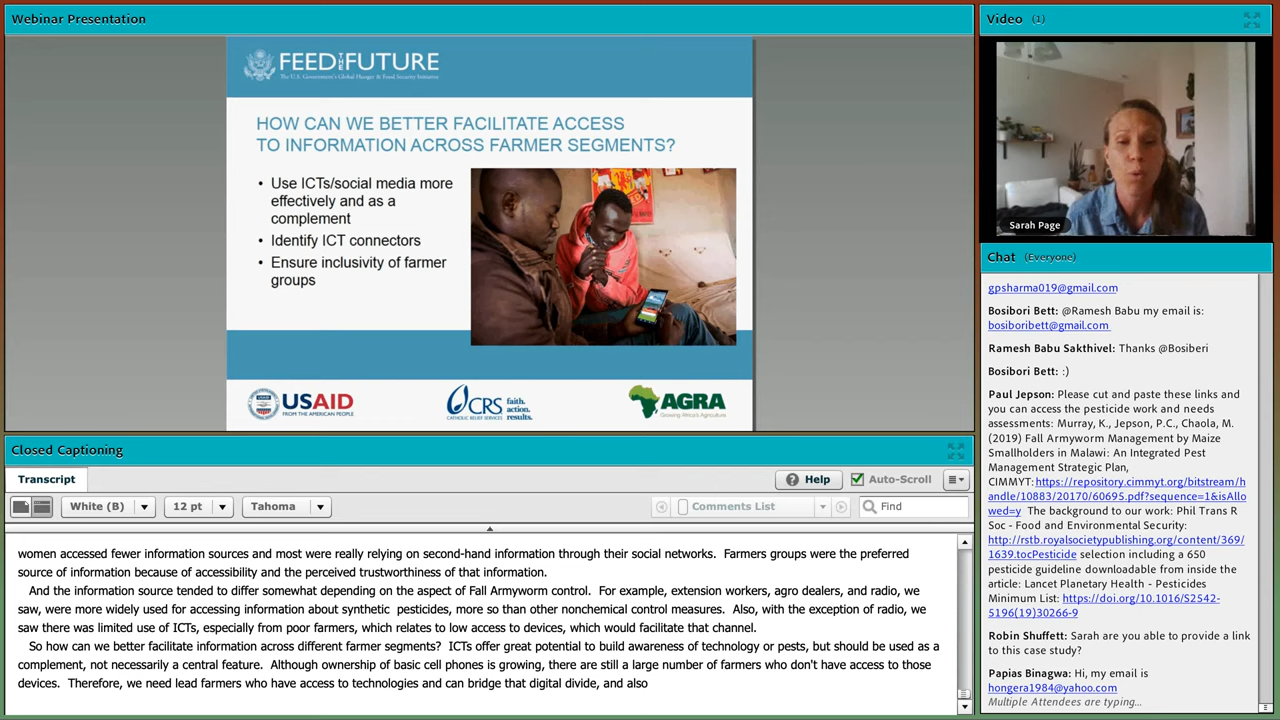 Webinar Presentation
FEED THE FUTURE
The U.S. Government's Global Hunger & Food Security Initiative
HOW CAN WE BETTER FACILITATE ACCESS
TO INFORMATION ACROSS FARMER SEGMENTS?
• Use ICTs/social media more
effectively and as a
complement
• Identify ICT connectors
• Ensure inclusivity of farmer
groups
USAID
FROM THE AMERICAN PEOPLE
CRS
CATHOLIC RELIEF SERVICES
faith.
action.
results.
AGRA
Growing Africa's Agriculture
Closed Captioning
Transcript
Help
Auto-Scroll
White (B)
12 pt
Tahoma
Comments List
Find
women accessed fewer information sources and most were really relying on second-hand information through their social networks.  Farmers groups were the preferred
source of information because of accessibility and the perceived trustworthiness of that information.
And the information source tended to differ somewhat depending on the aspect of Fall Armyworm control.  For example, extension workers, agro dealers, and radio, we
saw, were more widely used for accessing information about synthetic  pesticides, more so than other nonchemical control measures.  Also, with the exception of radio, we
saw there was limited use of ICTs, especially from poor farmers, which relates to low access to devices, which would facilitate that channel.
So how can we better facilitate information across different farmer segments?  ICTs offer great potential to build awareness of technology or pests, but should be used as a
complement, not necessarily a central feature.  Although ownership of basic cell phones is growing, there are still a large number of farmers who don't have access to those
devices.  Therefore, we need lead farmers who have access to technologies and can bridge that digital divide, and also
Video (1)
Sarah Page
Chat (Everyone)
gpsharma019@gmail.com
Bosibori Bett: @Ramesh Babu my email is:
bosiboribett@gmail.com
Ramesh Babu Sakthivel: Thanks @Bosiberi
Bosibori Bett: :)
Paul Jepson: Please cut and paste these links and
you can access the pesticide work and needs
assessments: Murray, K., Jepson, P.C., Chaola, M.
(2019) Fall Armyworm Management by Maize
Smallholders in Malawi: An Integrated Pest
Management Strategic Plan,
CIMMYT: https://repository.cimmyt.org/bitstream/h
andle/10883/20170/60695.pdf?sequence=1&isAllo
wed=y  The background to our work: Phil Trans R
Soc - Food and Environmental Security:
http://rstb.royalsocietypublishing.org/content/369/
1639.tocPesticide selection including a 650
pesticide guideline downloadable from inside the
article: Lancet Planetary Health - Pesticides
Minimum List: https://doi.org/10.1016/S2542-
5196(19)30266-9
Robin Shuffett: Sarah are you able to provide a link
to this case study?
Papias Binagwa: Hi, my email is
hongera1984@yahoo.com
Multiple Attendees are typing...